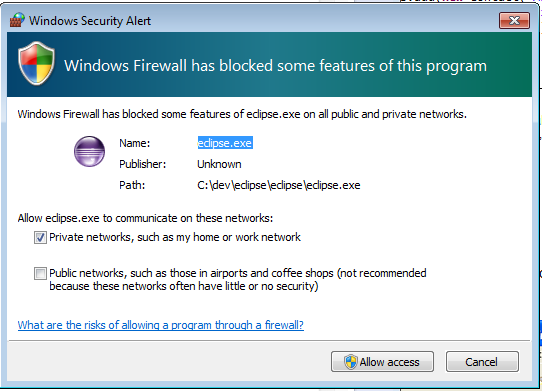 Windows Security Alert
Windows Firewall has blocked some features of this program
Windows Firewall has blocked some features of eclipse.exe on all public and private networks.
Name: eclipse.exe
Publisher: Unknown
Path: C:\dev\eclipse\eclipse\eclipse.exe
Allow eclipse.exe to communicate on these networks:
Private networks, such as my home or work network
Public networks, such as those in airports and coffee shops (not recommended
because these networks often have little or no security)
What are the risks of allowing a program through a firewall?
Allow access Cancel